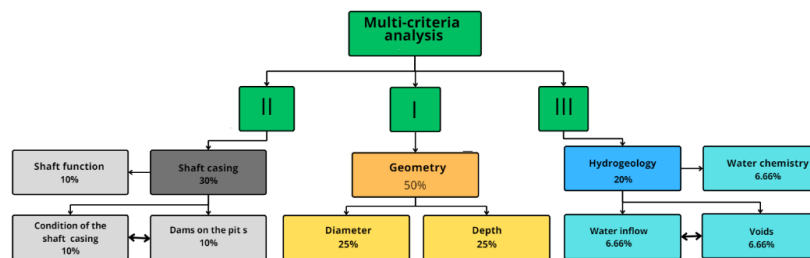 Multi-criteria
analysis
II
I
III
Shaft function
10%
Shaft casing
30%
Geometry
50%
Hydrogeology
20%
Water chemistry
6.66%
Condition of the
shaft casing
10%
Dams on the pit s
10%
Diameter
25%
Depth
25%
Water inflow
6.66%
Voids
6.66%